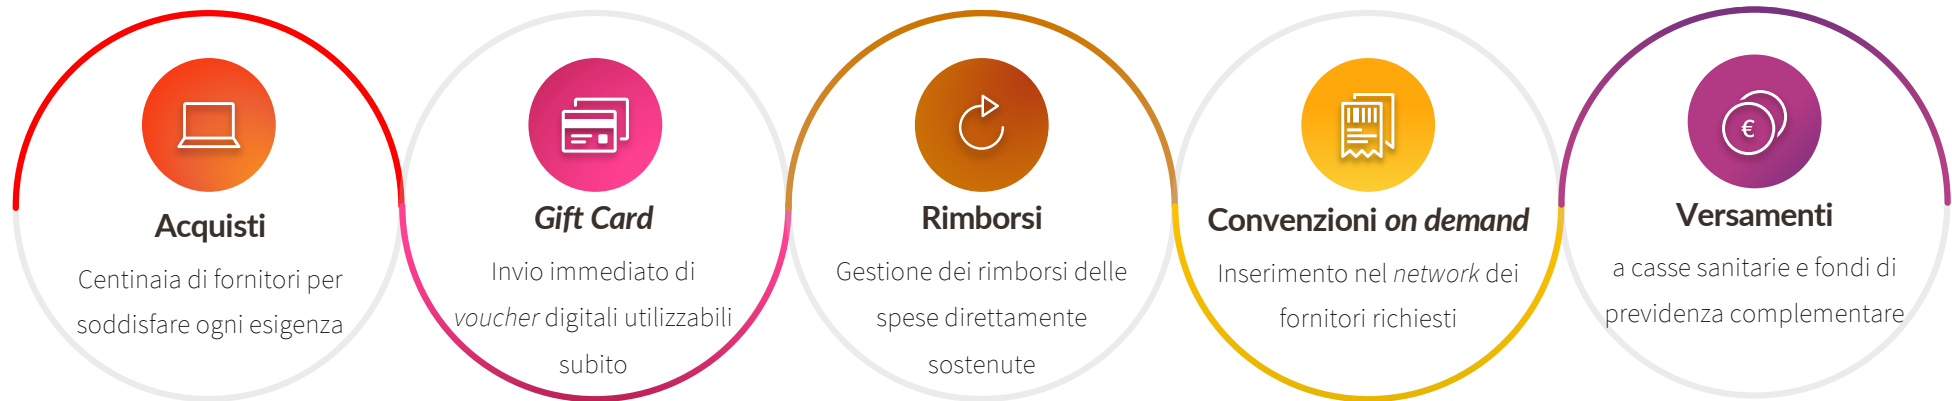 Acquisti
Centinaia di fornitori per
soddisfare ogni esigenza
Gift Card
Invio immediato di
voucher digitali utilizzabili
subito
Rimborsi
Gestione dei rimborsi delle
spese direttamente
sostenute
Convenzioni on demand
Inserimento nel network dei
fornitori richiesti
€
Versamenti
a casse sanitarie e fondi di
previdenza complementare